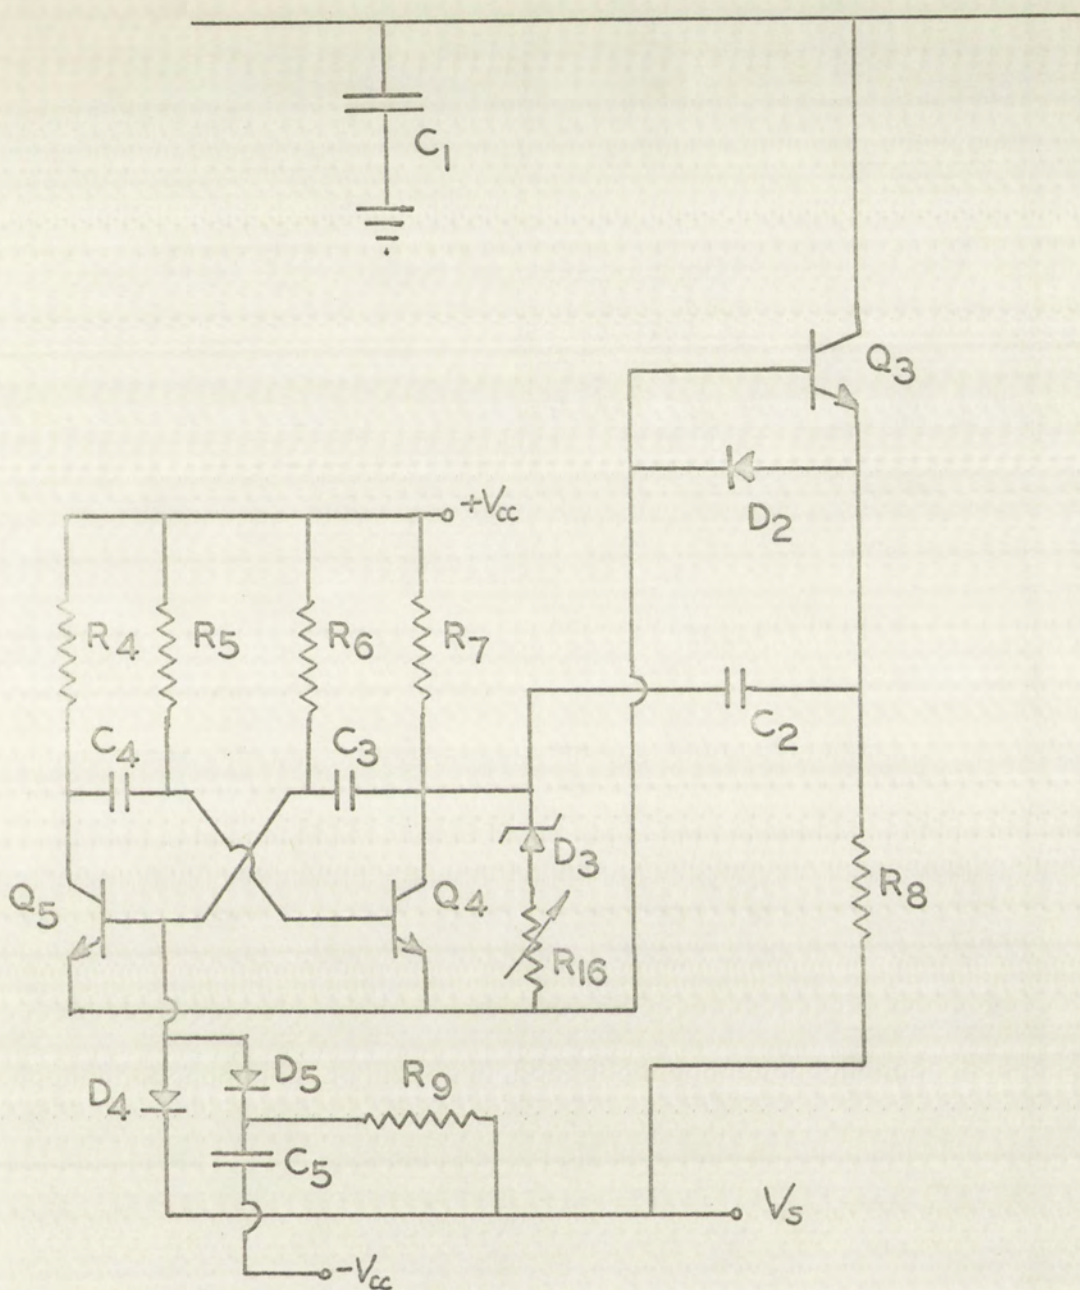 C1
Q3
D2
+Vcc
R4 R5 R6 R7
C4 C3 C2
Q5 Q4 D3 R8
R16
D4 D5 R9
C5
Vs
-Vcc